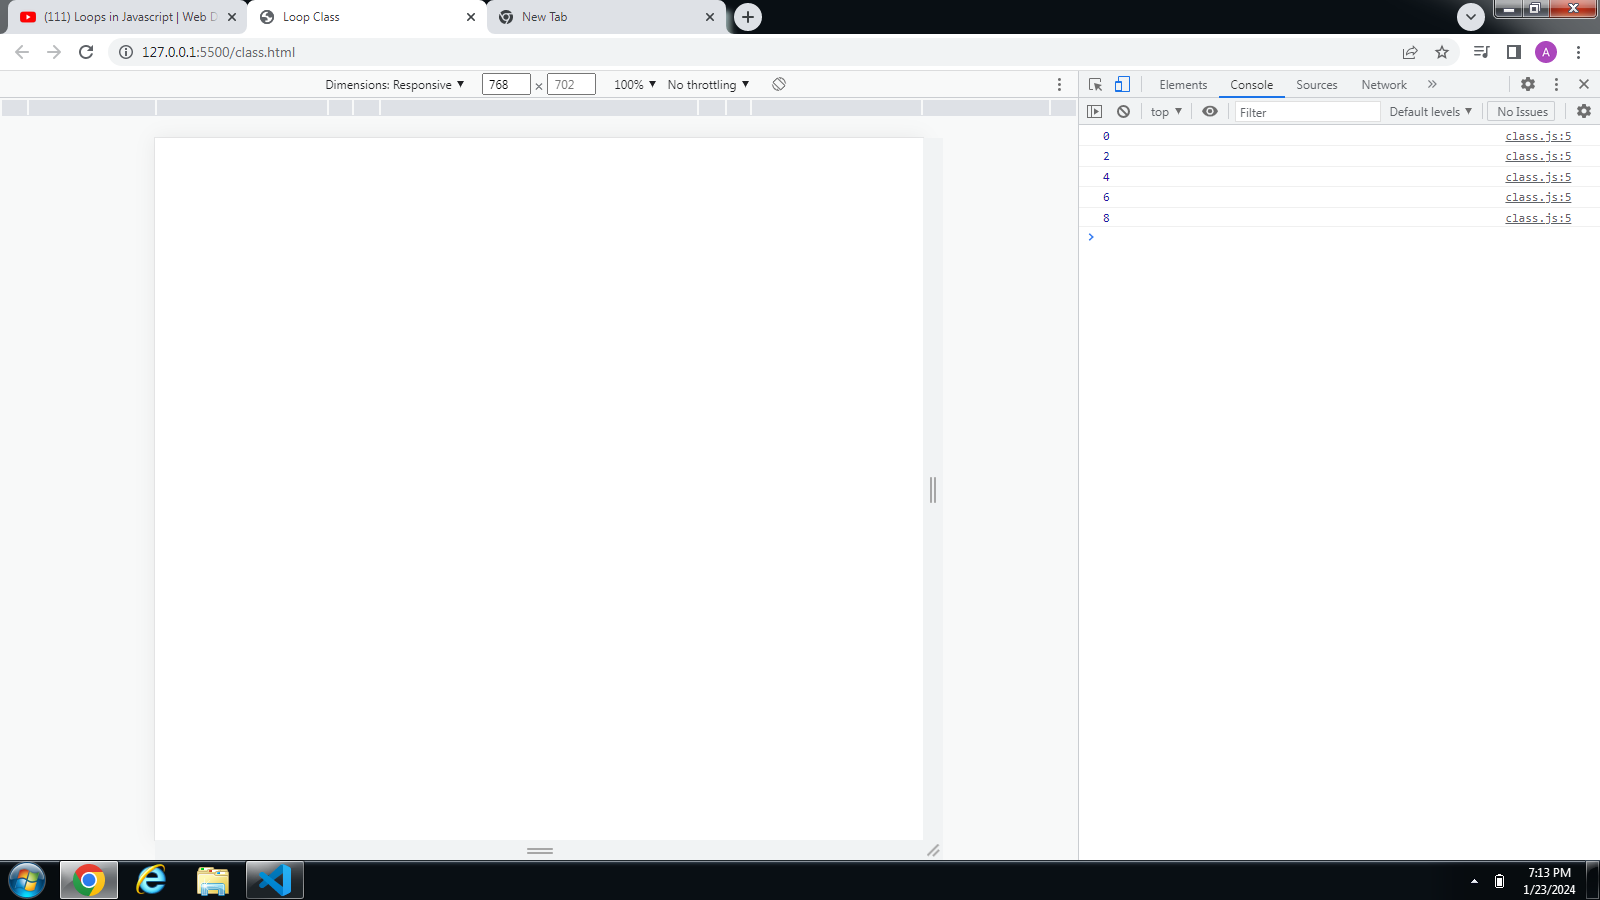 (111) Loops in Javascript | Web D
Loop Class
New Tab
127.0.0.1:5500/class.html
A
Dimensions: Responsive ▼ 768 × 702 100% ▼ No throttling ▼
Elements Console Sources Network »
top ▼ Filter Default levels ▼ No Issues
0 class.js:5
2 class.js:5
4 class.js:5
6 class.js:5
8 class.js:5
>
7:13 PM
1/23/2024